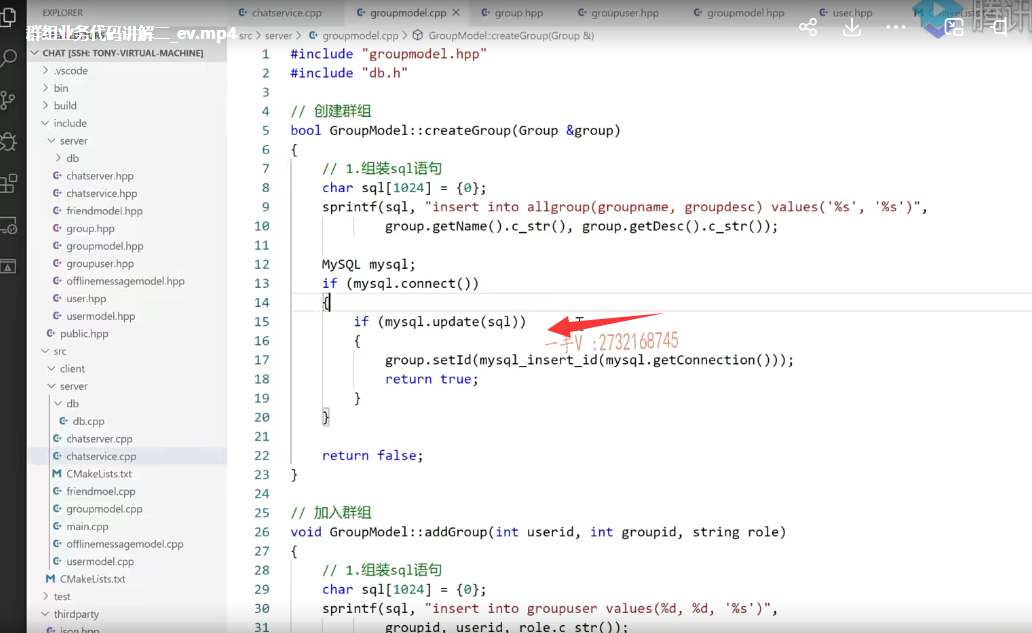 EXPLORER
chatservice.cpp
groupmodel.cpp
group.hpp
groupuser.hpp
groupmodel.hpp
user.hpp
腾讯
群组业务代码讲解二_ev.mp4
src > server > groupmodel.cpp > GroupModel::createGroup(Group &)
CHAT [SSH: TONY-VIRTUAL-MACHINE]
.vscode
bin
build
include
server
db
chatserver.hpp
chatservice.hpp
friendmodel.hpp
group.hpp
groupmodel.hpp
groupuser.hpp
offlinemessagemodel.hpp
user.hpp
usermodel.hpp
public.hpp
src
client
server
db
db.cpp
chatserver.cpp
chatservice.cpp
CMakeLists.txt
friendmoel.cpp
groupmodel.cpp
main.cpp
offlinemessagemodel.cpp
usermodel.cpp
CMakeLists.txt
test
thirdparty
json.hpp
1 #include "groupmodel.hpp"
2 #include "db.h"
3
4 // 创建群组
5 bool GroupModel::createGroup(Group &group)
6 {
7 // 1.组装sql语句
8 char sql[1024] = {0};
9 sprintf(sql, "insert into allgroup(groupname, groupdesc) values('%s', '%s')",
10 group.getName().c_str(), group.getDesc().c_str());
11
12 MySQL mysql;
13 if (mysql.connect())
14 {
15 if (mysql.update(sql))
16 {
一手V :2732168745
17 group.setId(mysql_insert_id(mysql.getConnection()));
18 return true;
19 }
20 }
21
22 return false;
23 }
24
25 // 加入群组
26 void GroupModel::addGroup(int userid, int groupid, string role)
27 {
28 // 1.组装sql语句
29 char sql[1024] = {0};
30 sprintf(sql, "insert into groupuser values(%d, %d, '%s')",
31 groupid, userid, role.c_str());